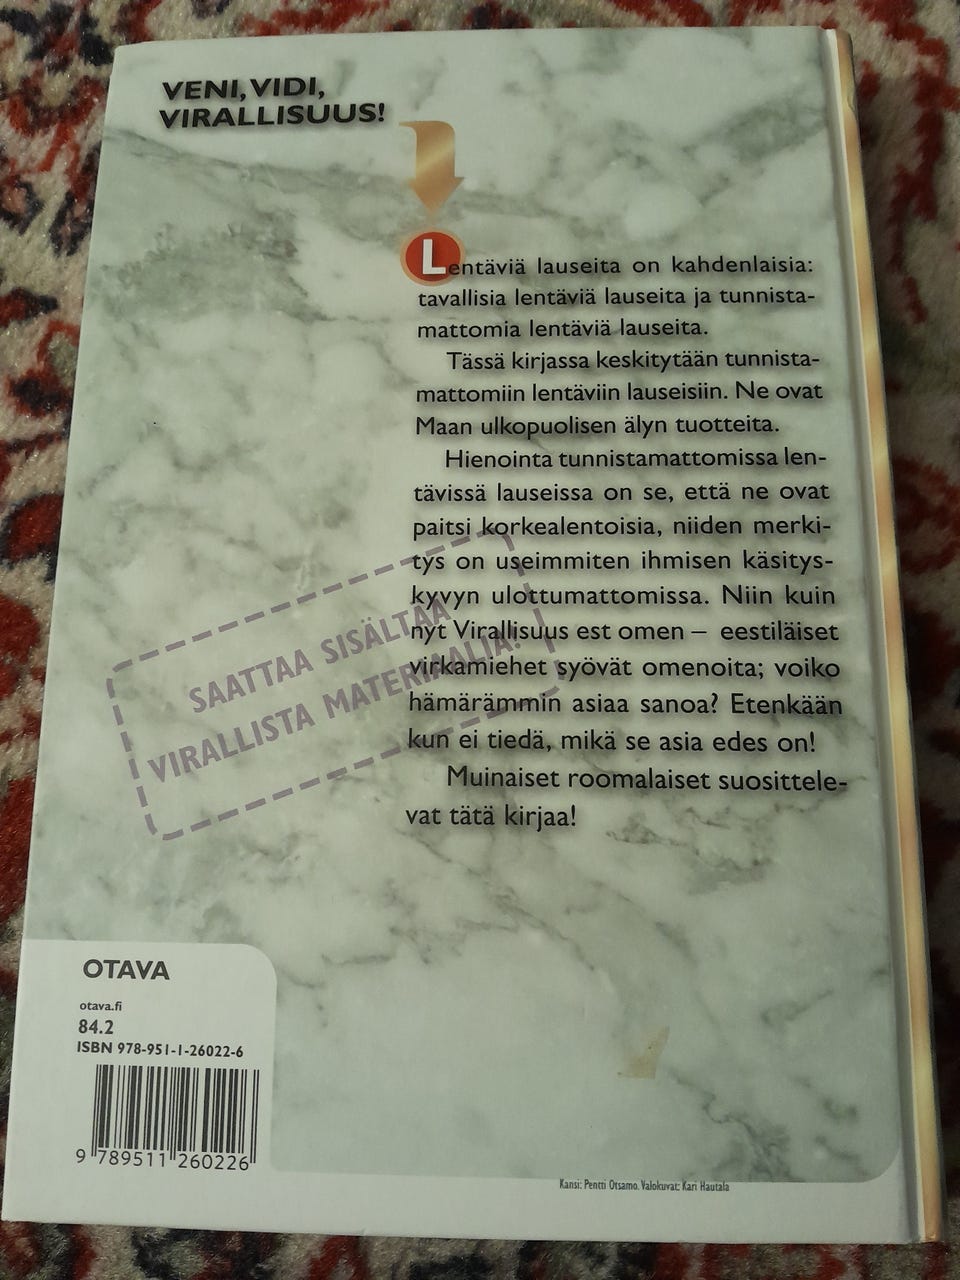 VENI, VIDI,
VIRALLISUUS!
Lentäviä lauseita on kahdenlaisia:
tavallisia lentäviä lauseita ja tunnista-
mattomia lentäviä lauseita.
Tässä kirjassa keskitytään tunnista-
mattomiin lentäviin lauseisiin. Ne ovat
Maan ulkopuolisen älyn tuotteita.
Hienointa tunnistamattomissa len-
tävissä lauseissa on se, että ne ovat
paitsi korkealentoisia, niiden merki-
tys on useimmiten ihmisen käsitys-
kyvyn ulottumattomissa. Niin kuin
nyt Virallisuus est omen – eestiläiset
virkamiehet syövät omenoita; voiko
hämärämmin asiaa sanoa? Etenkään
kun ei tiedä, mikä se asia edes on!
Muinaiset roomalaiset suosittele-
vat tätä kirjaa!
SAATTAA SISÄLTÄÄ
VIRALLISTA MATERIAALIA!
OTAVA
otava.fi
84.2
ISBN 978-951-1-26022-6
9 789511 260226
Kansi: Pentti Otsamo. Valokuvat: Kari Hautala